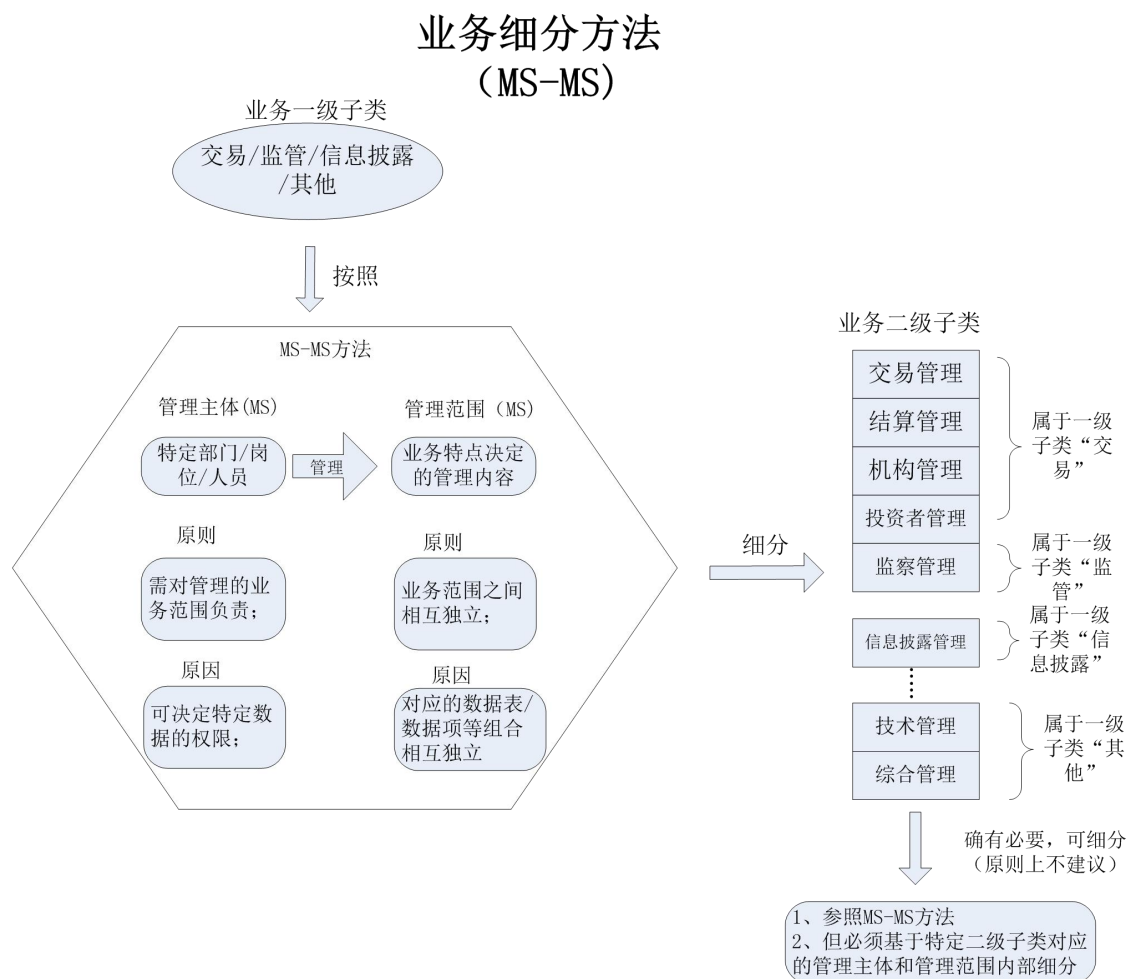 业务细分方法
（MS-MS）
业务一级子类
交易/监管/信息披露
/其他
按照
MS-MS方法
管理主体(MS)
特定部门/岗
位/人员
管理
管理范围（MS）
业务特点决定
的管理内容
原则
需对管理的业
务范围负责；
原则
业务范围之间
相互独立；
原因
可决定特定数
据的权限；
原因
对应的数据表/
数据项等组合
相互独立
细分
业务二级子类
交易管理
结算管理
机构管理
投资者管理
属于一级
子类“交
易”
监察管理
属于一级
子类“监
管”
信息披露管理
属于一级
子类“信
息披露”
技术管理
综合管理
属于一级
子类“其
他”
确有必要，可细分
（原则上不建议）
1、参照MS-MS方法
2、但必须基于特定二级子类对应
的管理主体和管理范围内部细分